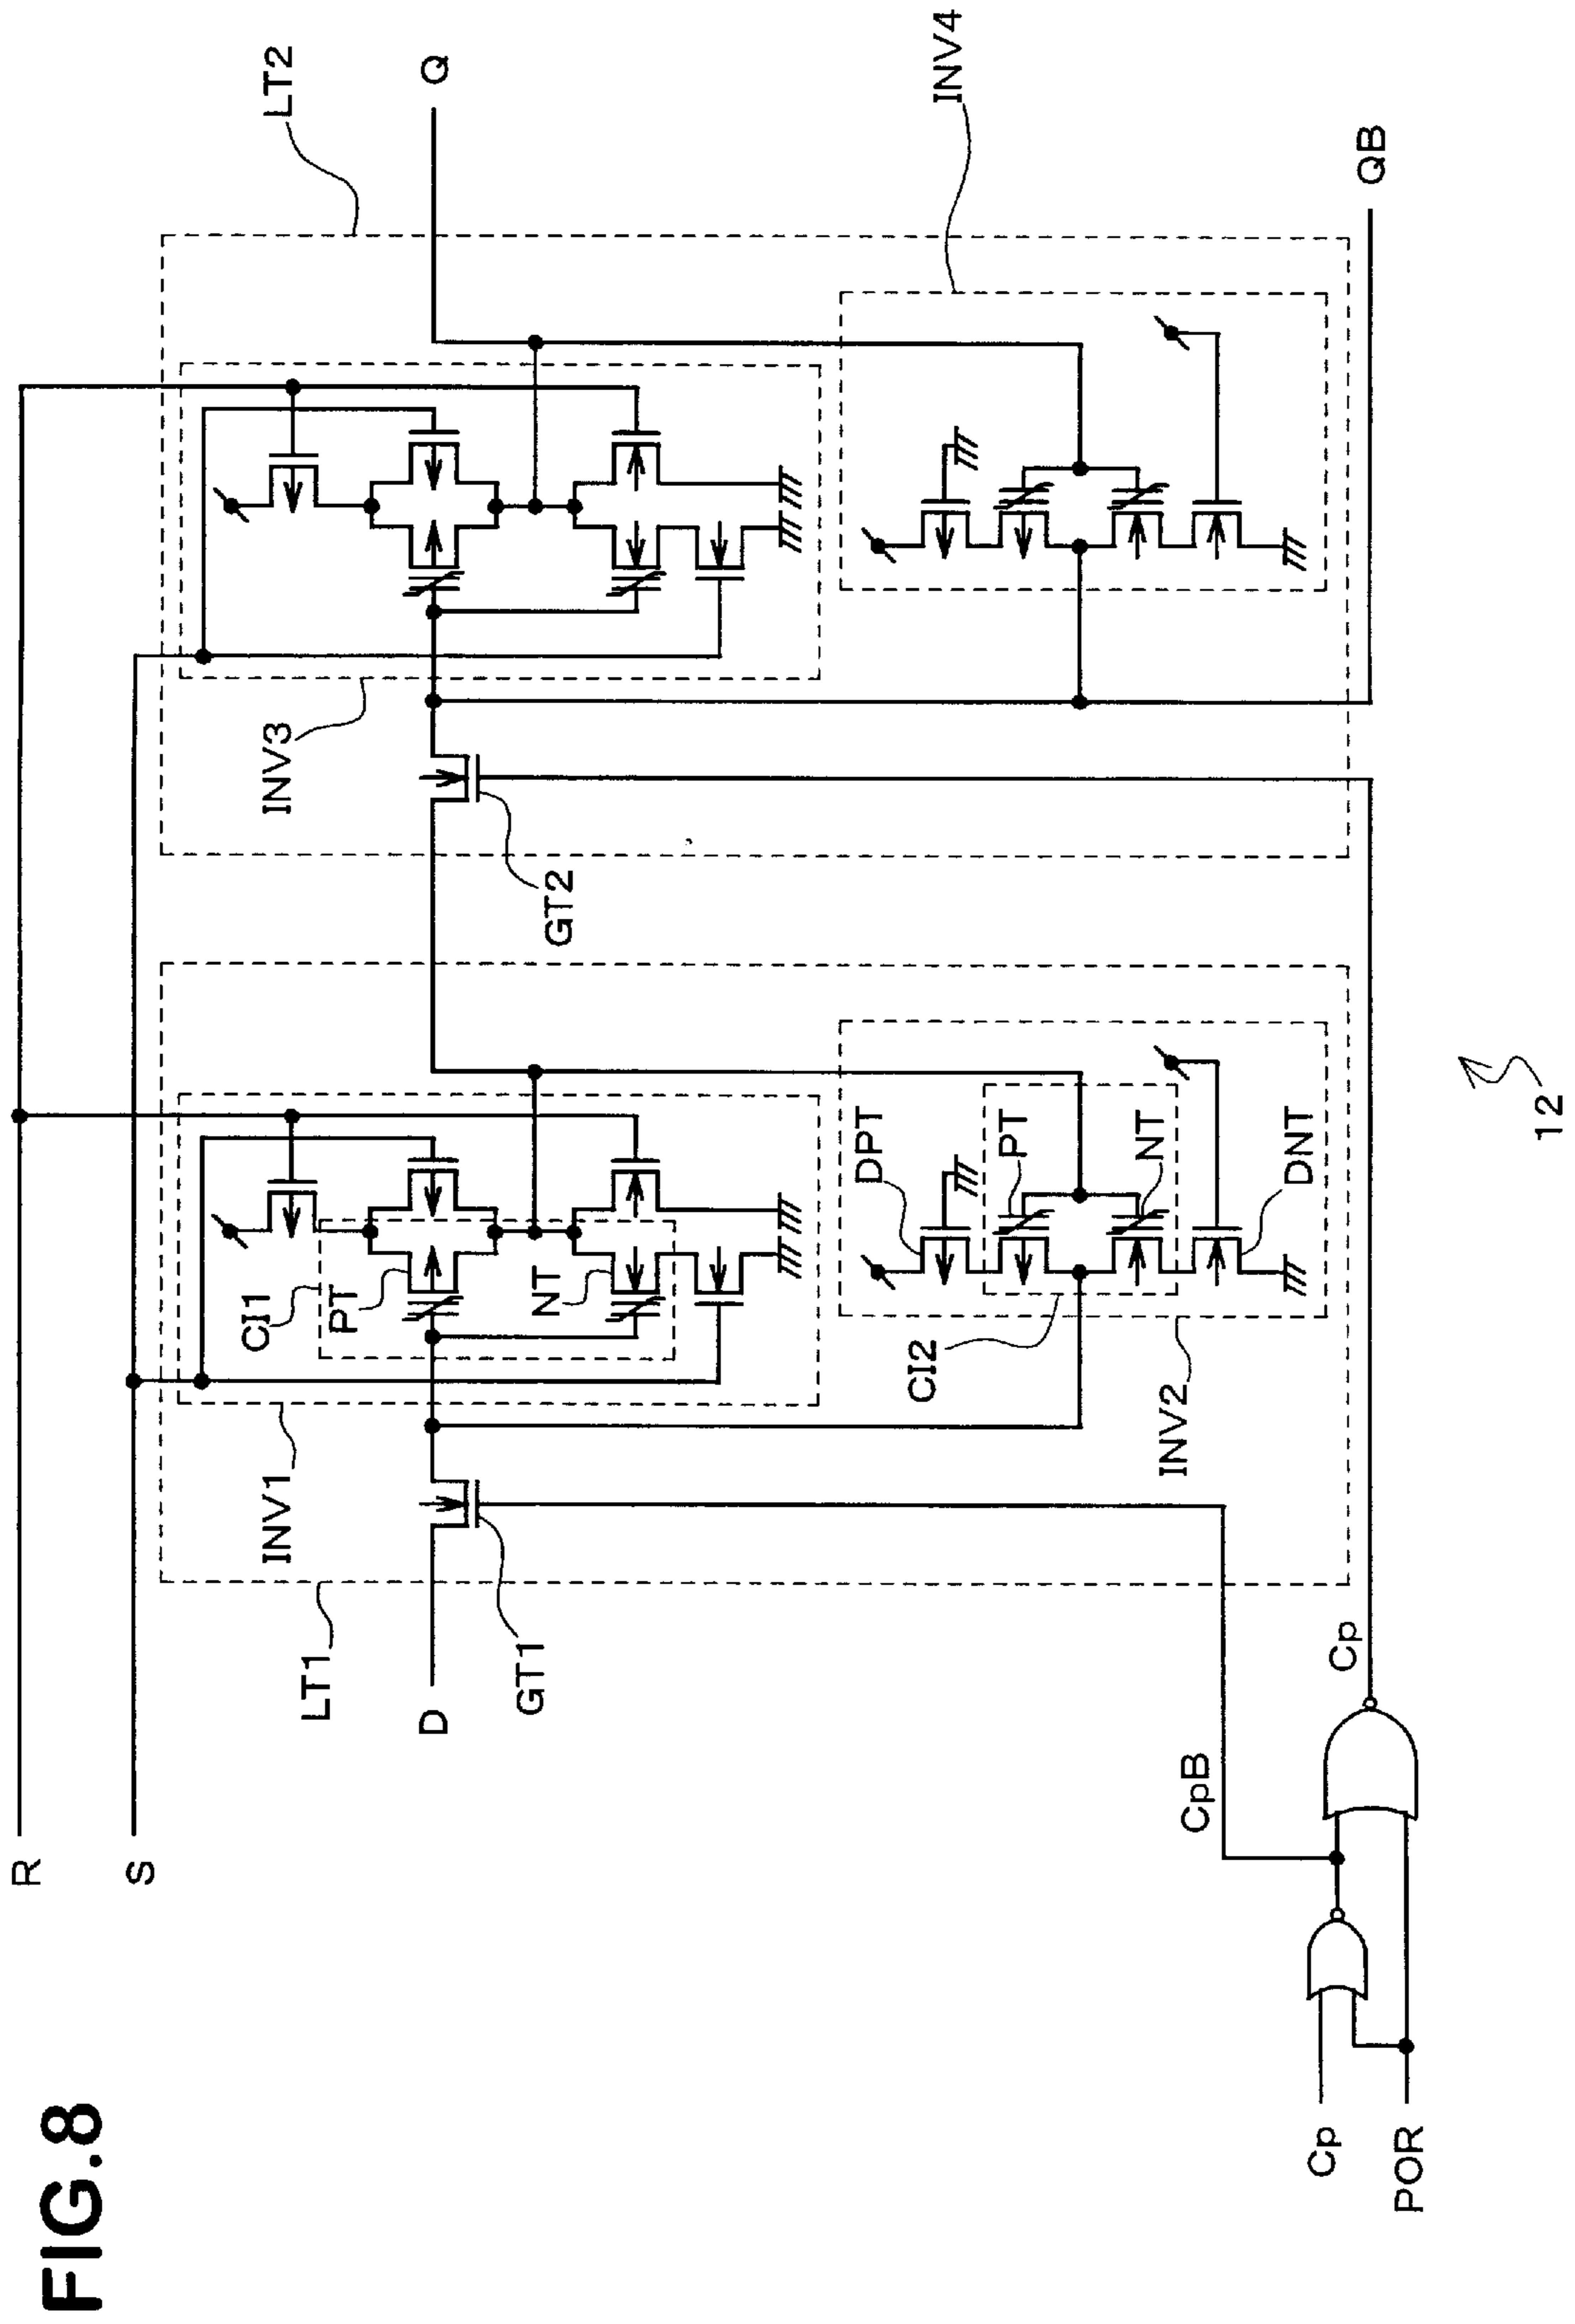 FIG.8
R
S
D
Q
QB
LT1
LT2
INV1
INV3
GT1
GT2
CI1
PT
NT
DPT
PT
NT
DNT
CI2
INV2
INV4
CpB
Cp
Cp
POR
12